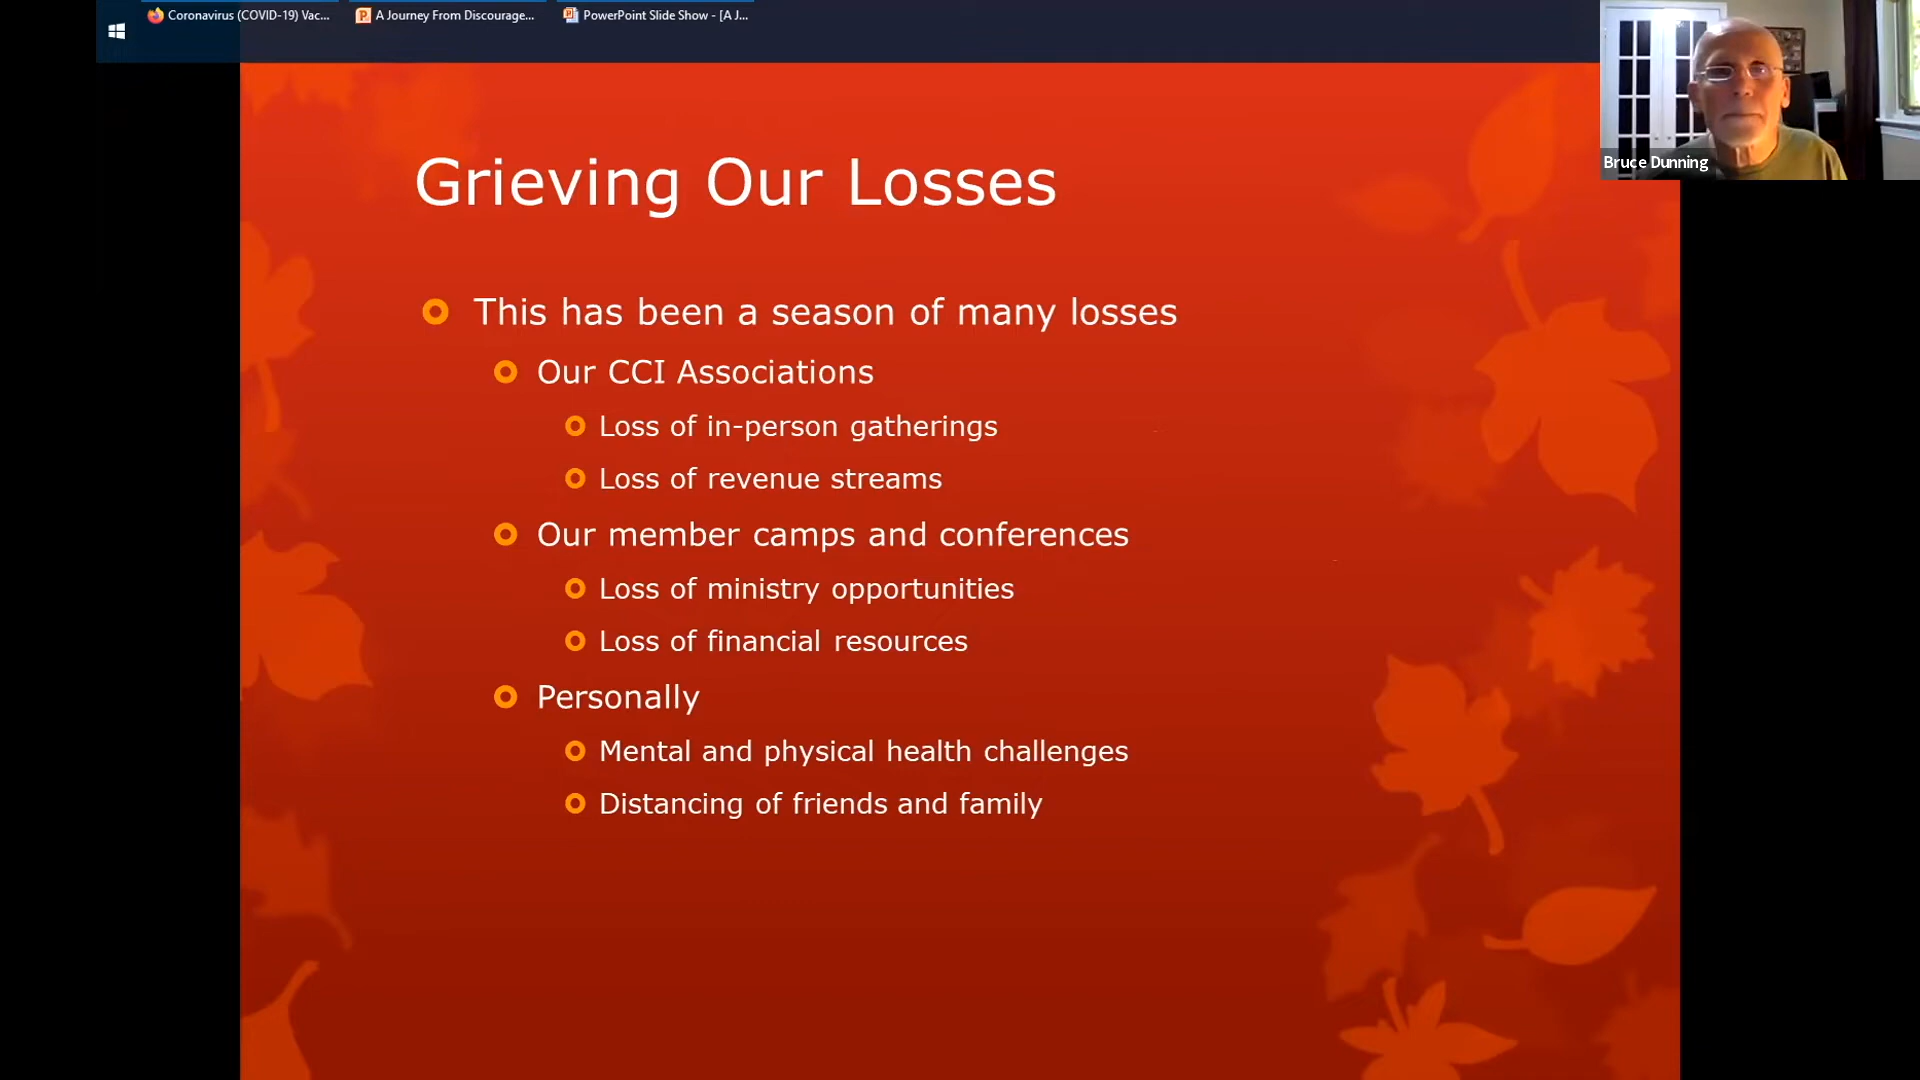 Coronavirus (COVID-19) Vac...
A Journey From Discourage...
PowerPoint Slide Show - [A J...
Bruce Dunning
Grieving Our Losses
This has been a season of many losses
Our CCI Associations
Loss of in-person gatherings
Loss of revenue streams
Our member camps and conferences
Loss of ministry opportunities
Loss of financial resources
Personally
Mental and physical health challenges
Distancing of friends and family